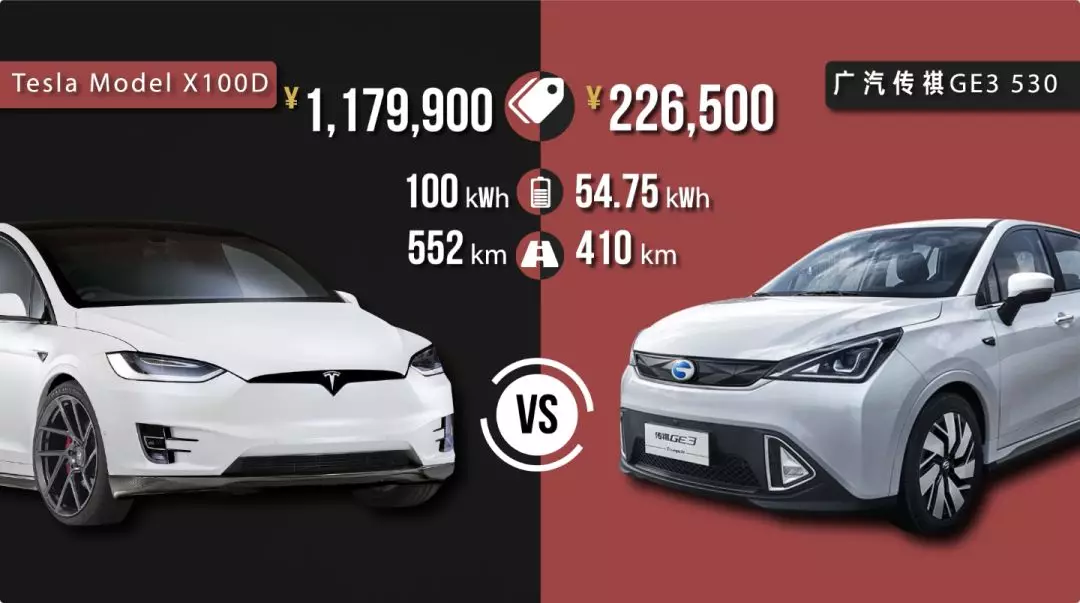 Tesla Model X100D
¥1,179,900
¥226,500
广汽传祺GE3 530
100 kWh
54.75 kWh
552 km
410 km
VS
传祺GE3